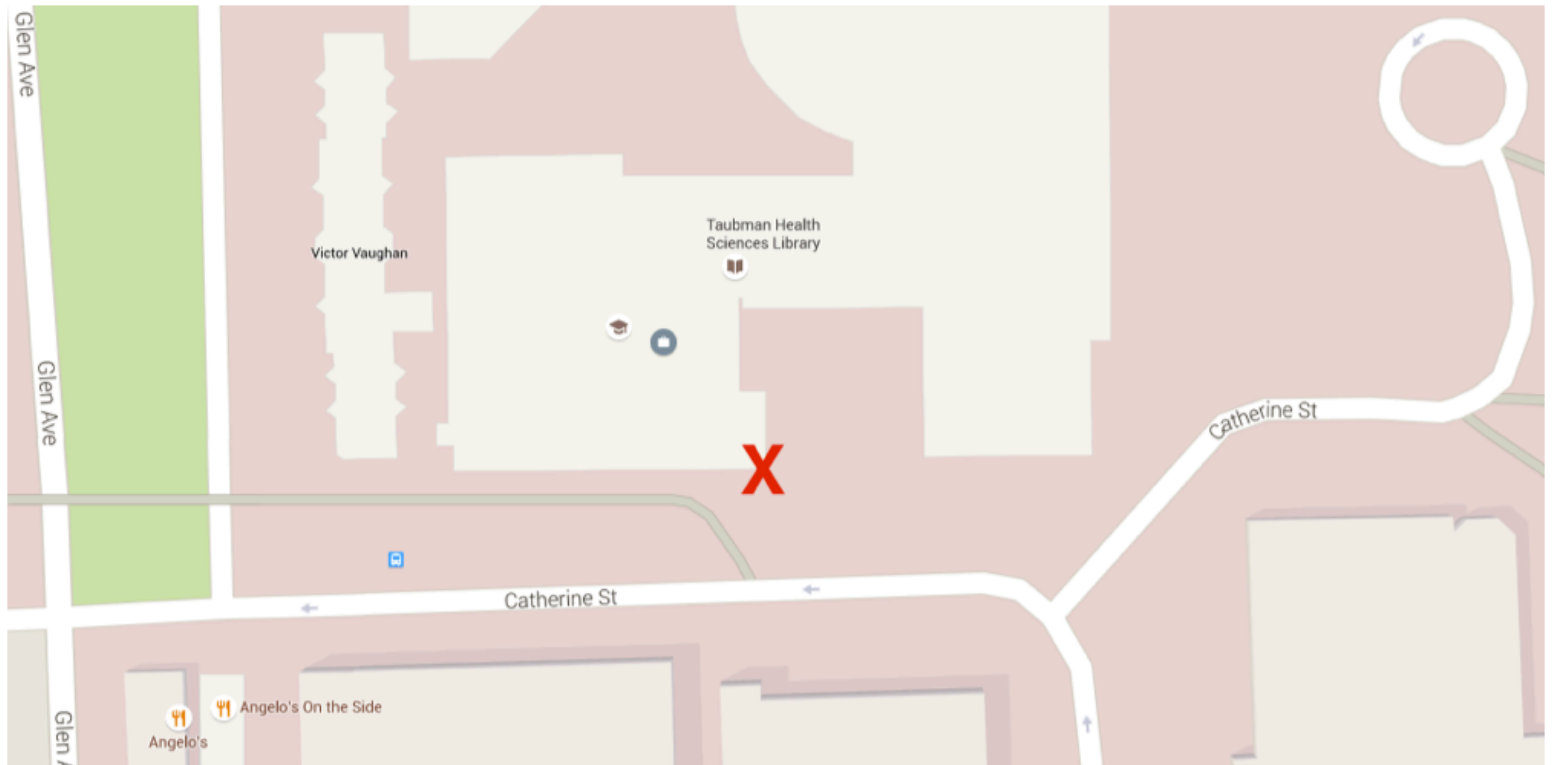 Glen Ave
Taubman Health
Sciences Library
Victor Vaughan
Glen Ave
Catherine St
X
Catherine St
Angelo's On the Side
Glen A
Angelo's